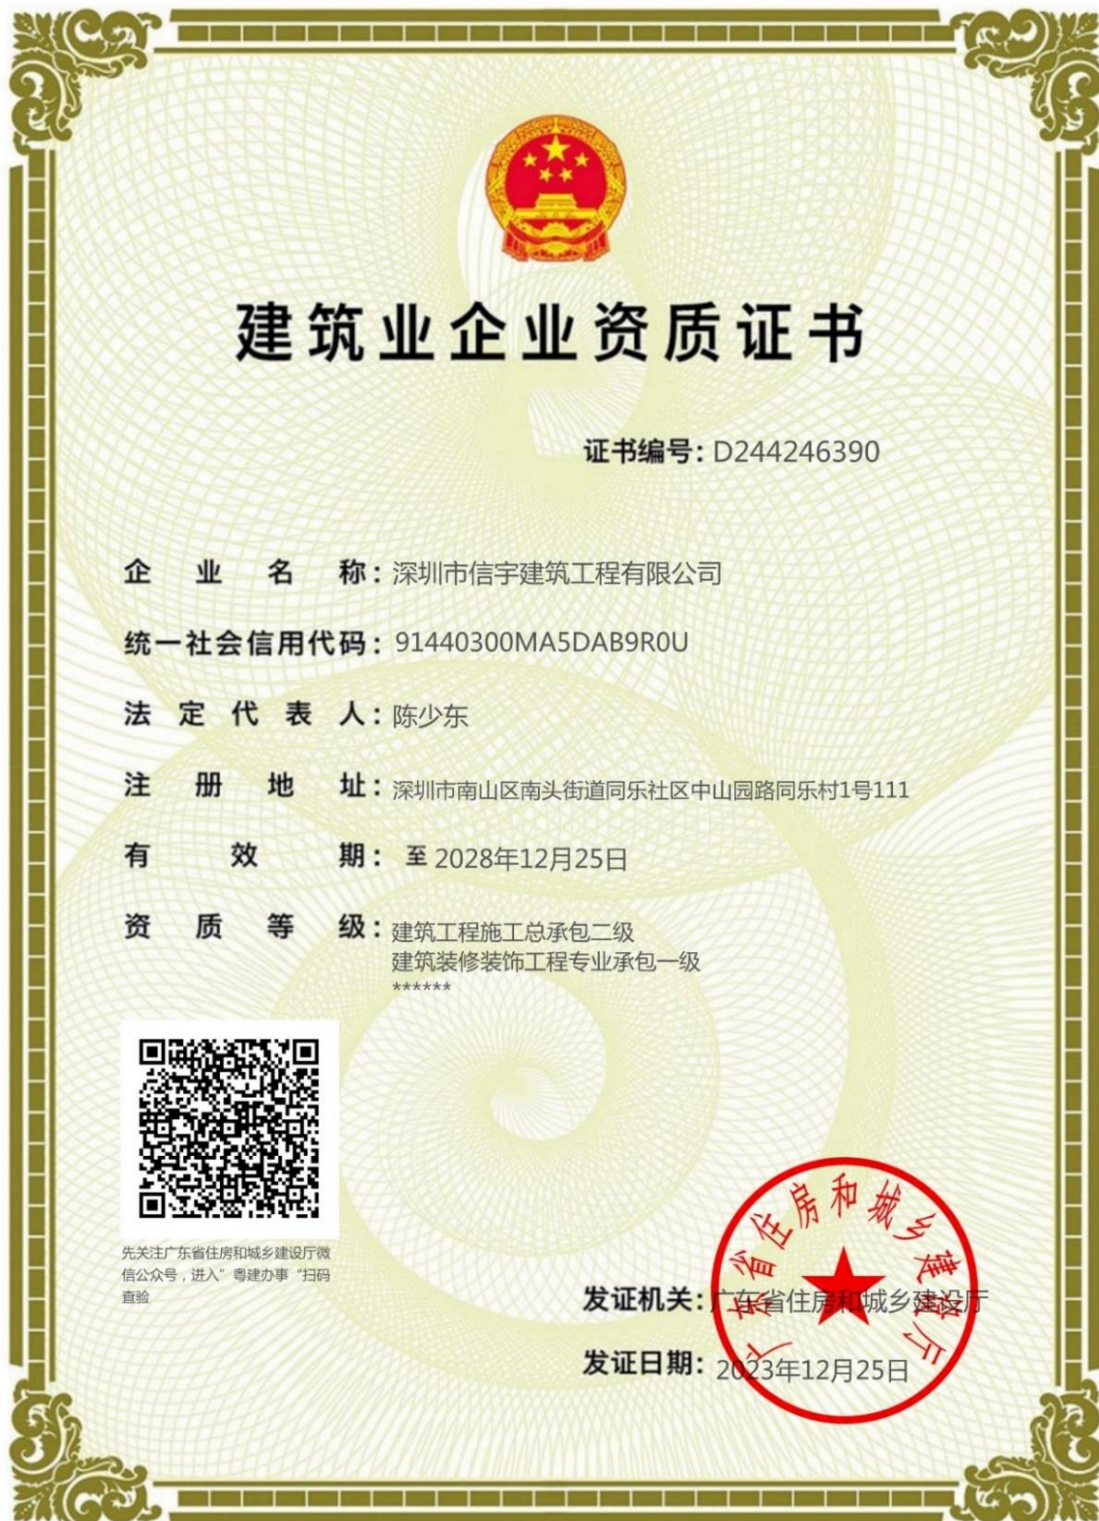 建筑业企业资质证书
证书编号: D244246390
企业名称: 深圳市信宇建筑工程有限公司
统一社会信用代码: 91440300MA5DAB9R0U
法定代表人: 陈少东
注册地址: 深圳市南山区南头街道同乐社区中山园路同乐村1号111
有效期: 至 2028年12月25日
资质等级: 建筑工程施工总承包二级
建筑装修装饰工程专业承包一级
******
先关注广东省住房和城乡建设厅微
信公众号，进入”粤建办事“扫码
查验
广东省住房和城乡建设厅
发证机关: 广东省住房和城乡建设厅
发证日期: 2023年12月25日